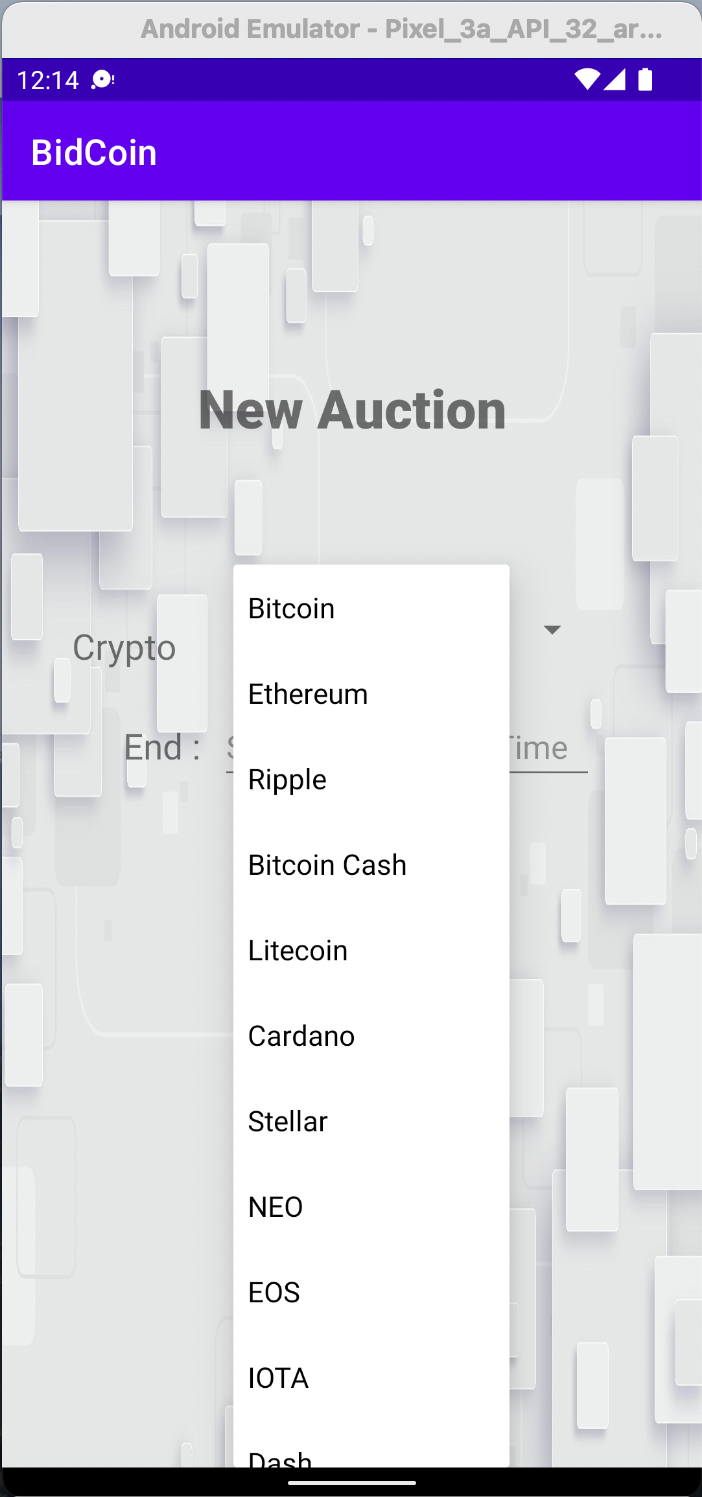 Android Emulator - Pixel_3a_API_32_ar...
12:14
BidCoin
New Auction
Bitcoin
Crypto
Ethereum
End : Time
Ripple
Bitcoin Cash
Litecoin
Cardano
Stellar
NEO
EOS
IOTA
Dash